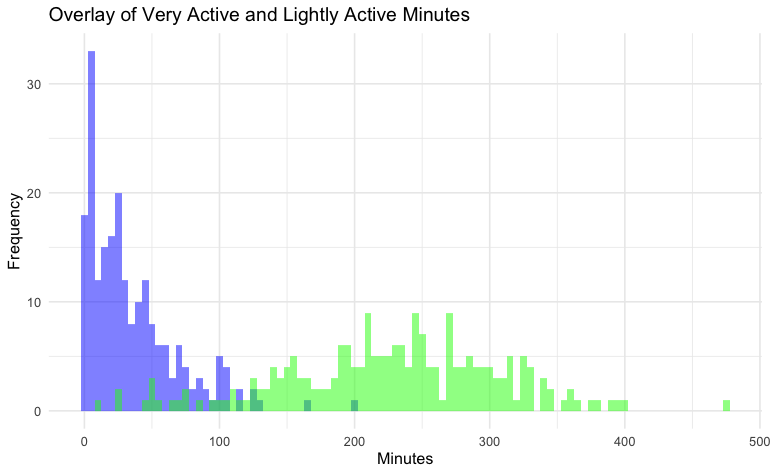 Overlay of Very Active and Lightly Active Minutes
Frequency
30
20
10
0
0 100 200 300 400 500
Minutes